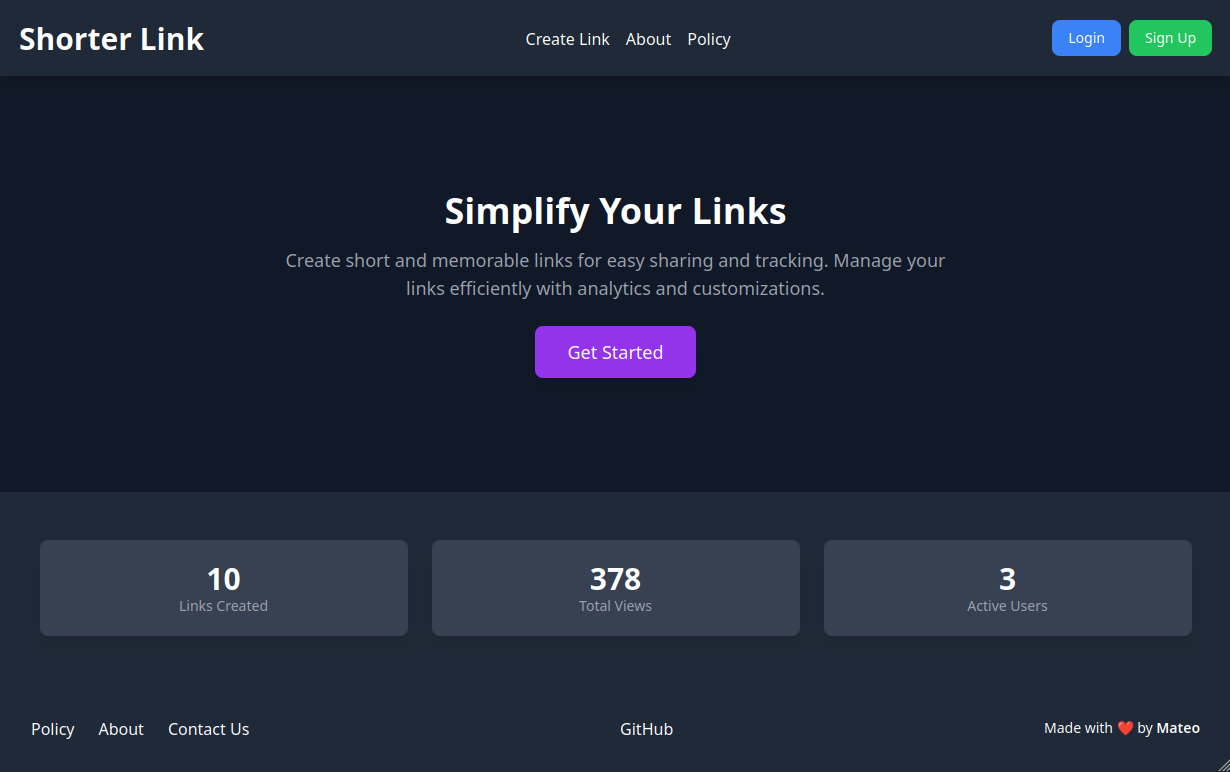 Shorter Link
Create Link About Policy
Login
Sign Up
Simplify Your Links
Create short and memorable links for easy sharing and tracking. Manage your
links efficiently with analytics and customizations.
Get Started
10
Links Created
378
Total Views
3
Active Users
Policy About Contact Us
GitHub
Made with ❤️ by Mateo